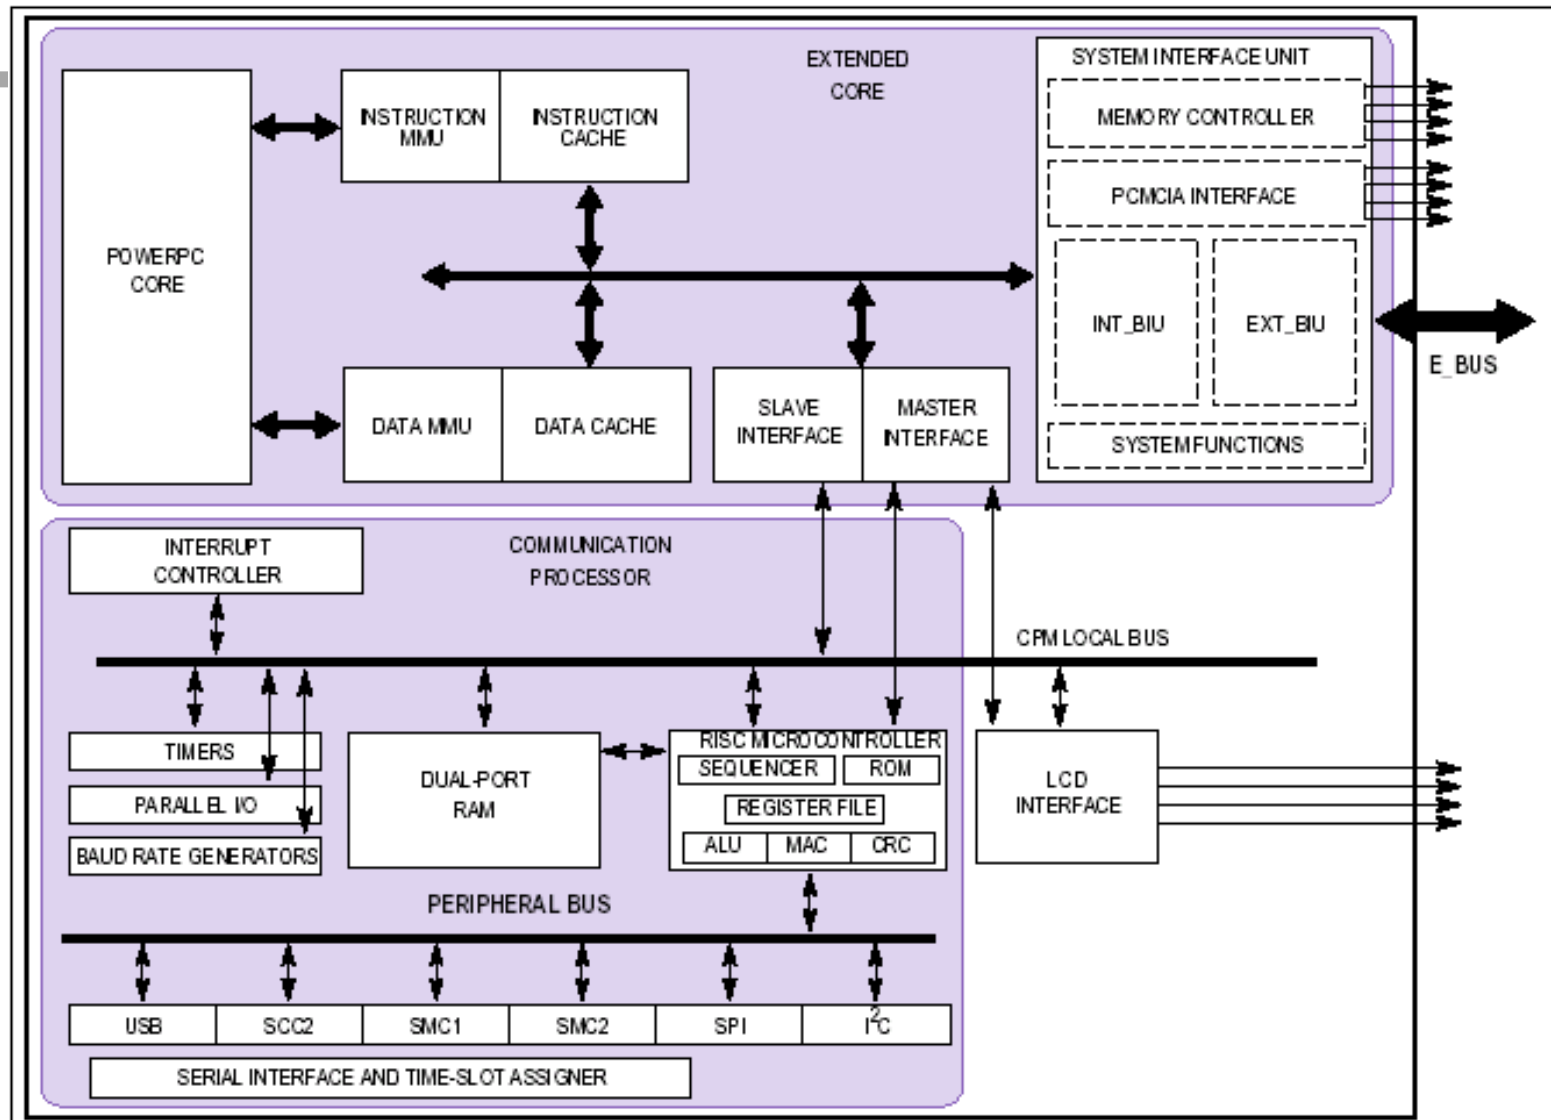 EXTENDED
CORE
SYSTEM INTERFACE UNIT
MEMORY CONTROLLER
PCMCIA INTERFACE
INT_BIU
EXT_BIU
SYSTEM FUNCTIONS
E_BUS
INSTRUCTION
MMU
INSTRUCTION
CACHE
POWERPC
CORE
DATA MMU
DATA CACHE
SLAVE
INTERFACE
MASTER
INTERFACE
INTERRUPT
CONTROLLER
COMMUNICATION
PROCESSOR
CPM LOCAL BUS
TIMERS
PARALLEL I/O
BAUD RATE GENERATORS
DUAL-PORT
RAM
RISC MICROCONTROLLER
SEQUENCER
ROM
REGISTER FILE
ALU
MAC
CRC
LCD
INTERFACE
PERIPHERAL BUS
USB
SCC2
SMC1
SMC2
SPI
I²C
SERIAL INTERFACE AND TIME-SLOT ASSIGNER